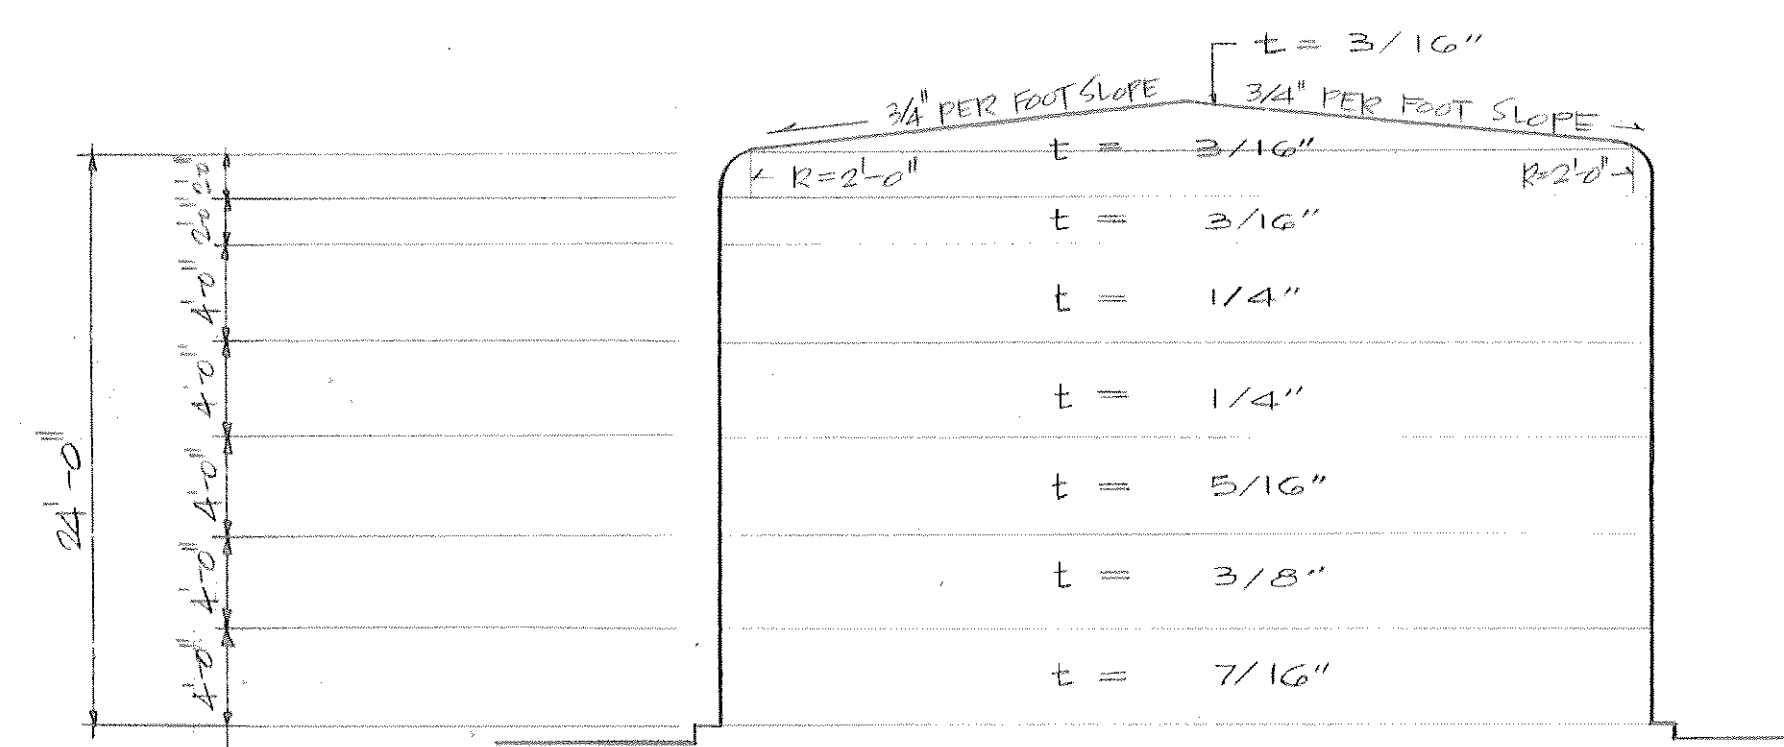 t = 3/16"
3/4" PER FOOT SLOPE
3/4" PER FOOT SLOPE
t = 3/16"
R=2'-0"
R=2'-0"
t = 3/16"
t = 1/4"
t = 1/4"
t = 5/16"
t = 3/8"
t = 7/16"
24'-0"
2'-0"
2'-0"
4'-0"
4'-0"
4'-0"
4'-0"
4'-0"